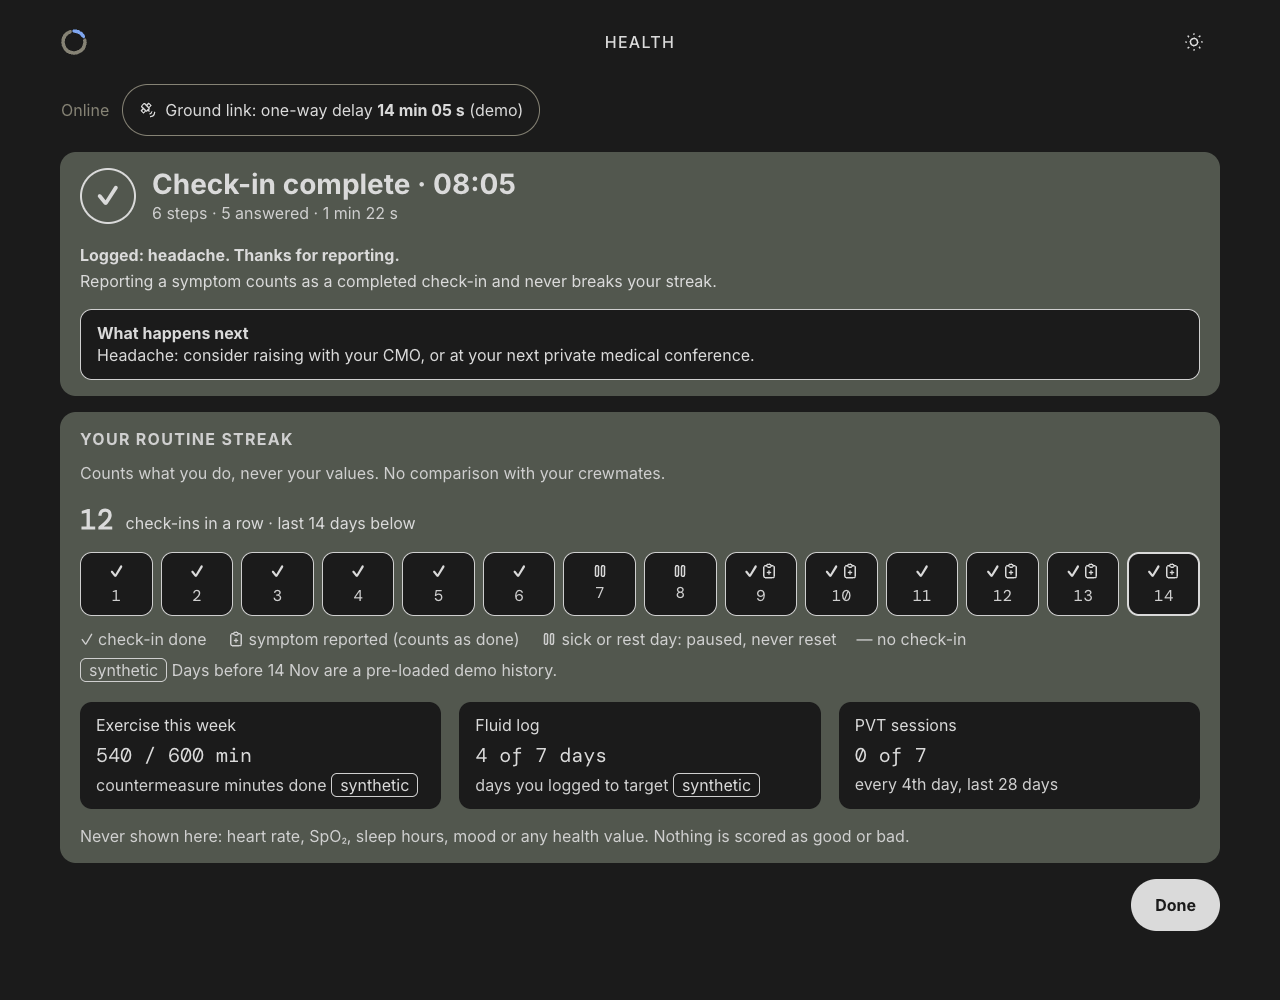 HEALTH
Online
Ground link: one-way delay 14 min 05 s (demo)
Check-in complete · 08:05
6 steps · 5 answered · 1 min 22 s
Logged: headache. Thanks for reporting.
Reporting a symptom counts as a completed check-in and never breaks your streak.
What happens next
Headache: consider raising with your CMO, or at your next private medical conference.
YOUR ROUTINE STREAK
Counts what you do, never your values. No comparison with your crewmates.
12 check-ins in a row · last 14 days below
1 2 3 4 5 6 7 8 9 10 11 12 13 14
check-in done symptom reported (counts as done) sick or rest day: paused, never reset — no check-in
synthetic Days before 14 Nov are a pre-loaded demo history.
Exercise this week
540 / 600 min
countermeasure minutes done synthetic
Fluid log
4 of 7 days
days you logged to target synthetic
PVT sessions
0 of 7
every 4th day, last 28 days
Never shown here: heart rate, SpO₂, sleep hours, mood or any health value. Nothing is scored as good or bad.
Done